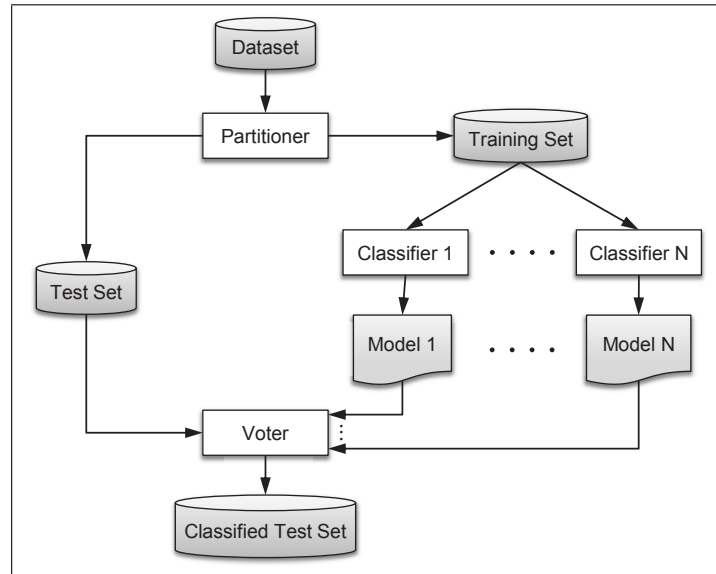 Dataset
Partitioner
Training Set
Classifier 1
Classifier N
Test Set
Model 1
Model N
Voter
Classified Test Set